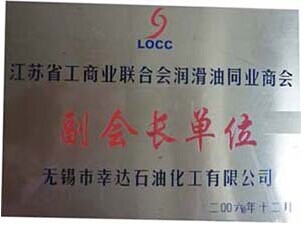 LOCC
江苏省工商业联合会润滑油同业商会
副会长单位
无锡市幸达石油化工有限公司
二00六年十二月